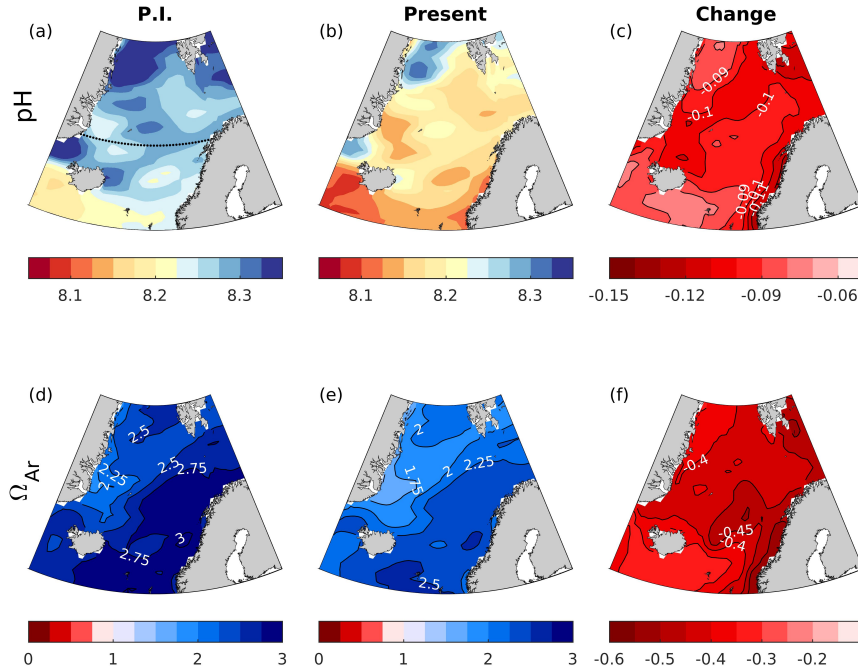 P.I. Present Change
(a) (b) (c)
pH
-0.09
-0.1
-0.1
-0.09
-0.1
-0.11
8.1 8.2 8.3
8.1 8.2 8.3
-0.15 -0.12 -0.09 -0.06
(d) (e) (f)
Ω_Ar
2.5
2.5
2.75
2.25
2
2.75
3
2
2
2.25
1.75
2.5
-0.4
-0.45
-0.4
0 1 2 3
0 1 2 3
-0.6 -0.5 -0.4 -0.3 -0.2